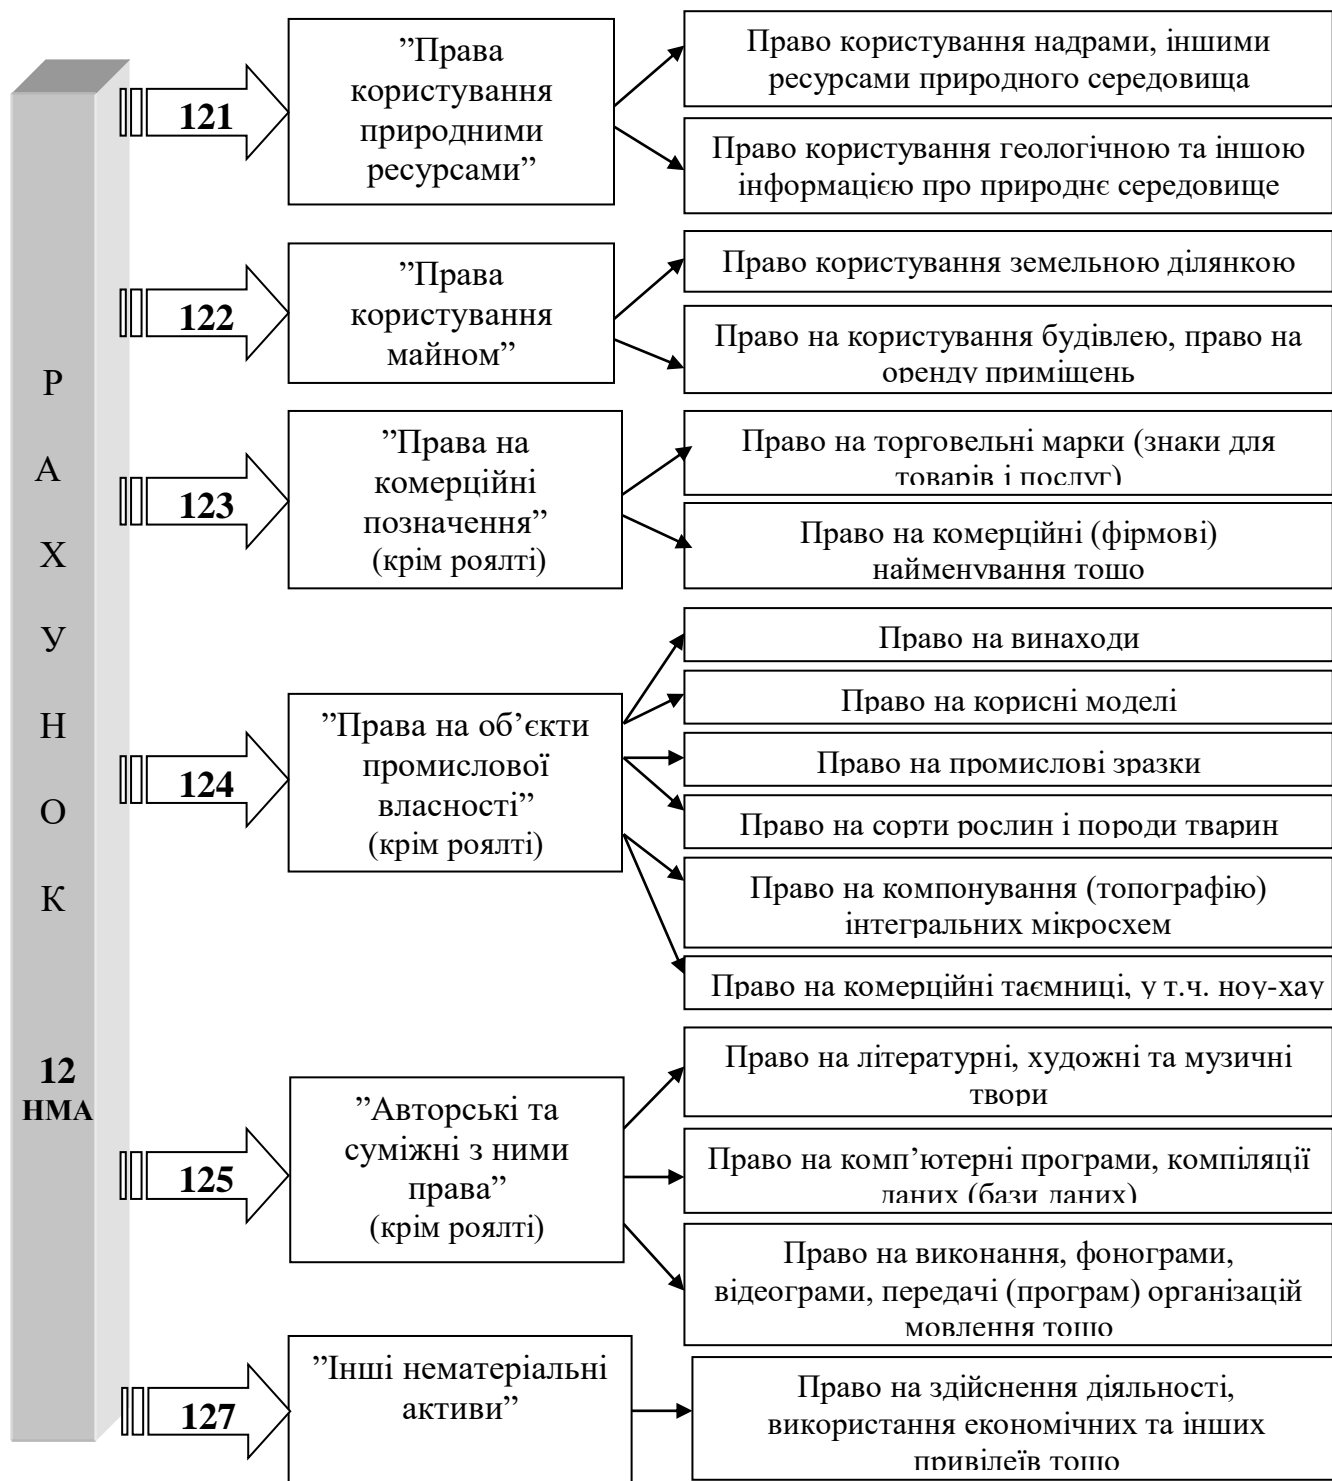 Р
А
Х
У
Н
О
К
12
НМА
121
”Права
користування
природними
ресурсами”
Право користування надрами, іншими
ресурсами природного середовища
Право користування геологічною та іншою
інформацією про природнє середовище
122
”Права
користування
майном”
Право користування земельною ділянкою
Право на користування будівлею, право на
оренду приміщень
123
”Права на
комерційні
позначення”
(крім роялті)
Право на торговельні марки (знаки для
товарів і послуг)
Право на комерційні (фірмові)
найменування тощо
124
”Права на об’єкти
промислової
власності”
(крім роялті)
Право на винаходи
Право на корисні моделі
Право на промислові зразки
Право на сорти рослин і породи тварин
Право на компонування (топографію)
інтегральних мікросхем
Право на комерційні таємниці, у т.ч. ноу-хау
125
”Авторські та
суміжні з ними
права”
(крім роялті)
Право на літературні, художні та музичні
твори
Право на комп’ютерні програми, компіляції
даних (бази даних)
Право на виконання, фонограми,
відеограми, передачі (програм) організацій
мовлення тощо
127
”Інші нематеріальні
активи”
Право на здійснення діяльності,
використання економічних та інших
привілеїв тощо